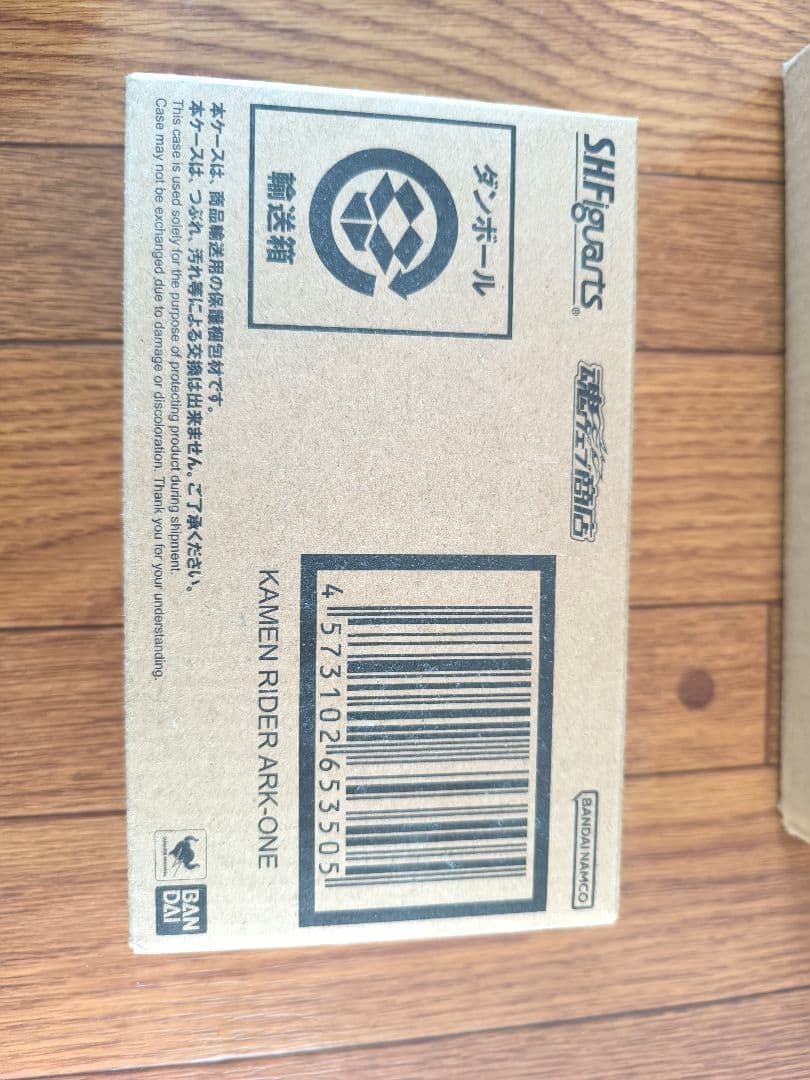 S.H.Figuarts®
魂ウェブ商店
ダンボール
輸送箱
本ケースは、商品輸送用の保護梱包材です。
本ケースは、つぶれ、汚れ等による交換は出来ません。ご了承ください。
This case is used solely for the purpose of protecting product during shipment.
Case may not be exchanged due to damage or discoloration. Thank you for your understanding.
BANDAI NAMCO
4573102653505
KAMEN RIDER ARK-ONE
BAN
DAI